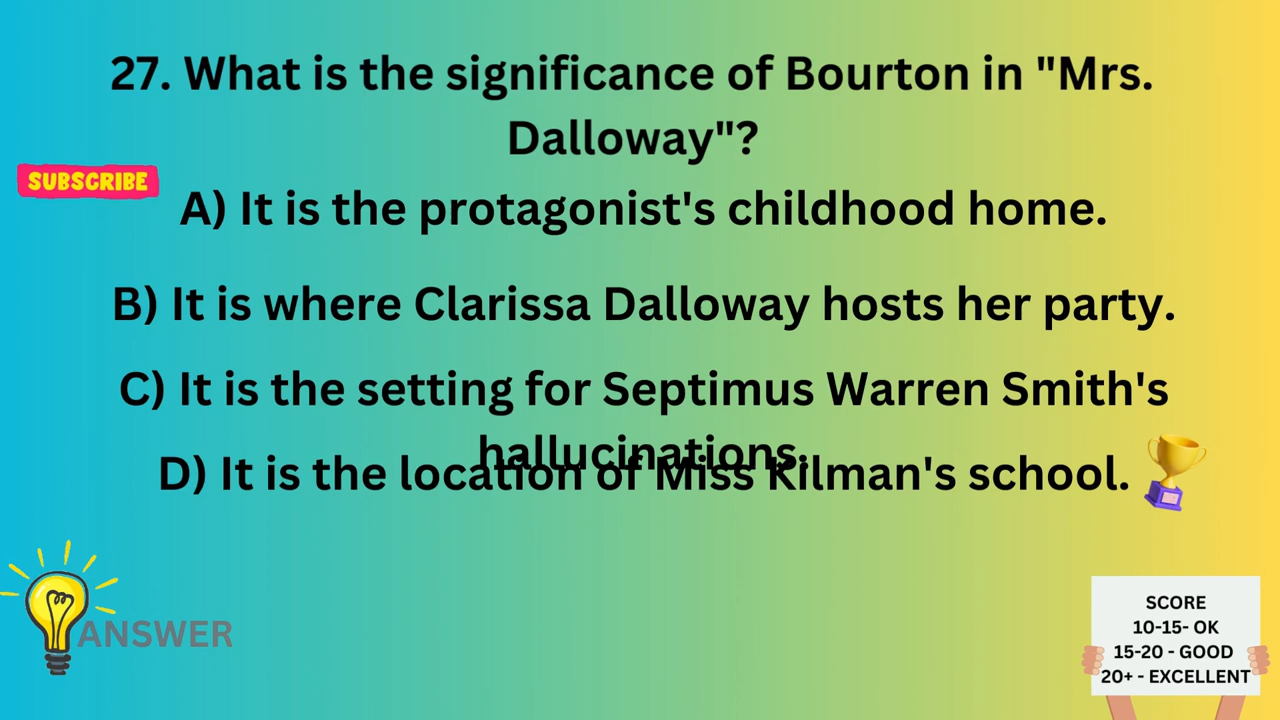 27. What is the significance of Bourton in "Mrs.
Dalloway"?
SUBSCRIBE
A) It is the protagonist's childhood home.
B) It is where Clarissa Dalloway hosts her party.
C) It is the setting for Septimus Warren Smith's
hallucinations.
D) It is the location of Miss Kilman's school.
ANSWER
SCORE
10-15- OK
15-20 - GOOD
20+ - EXCELLENT